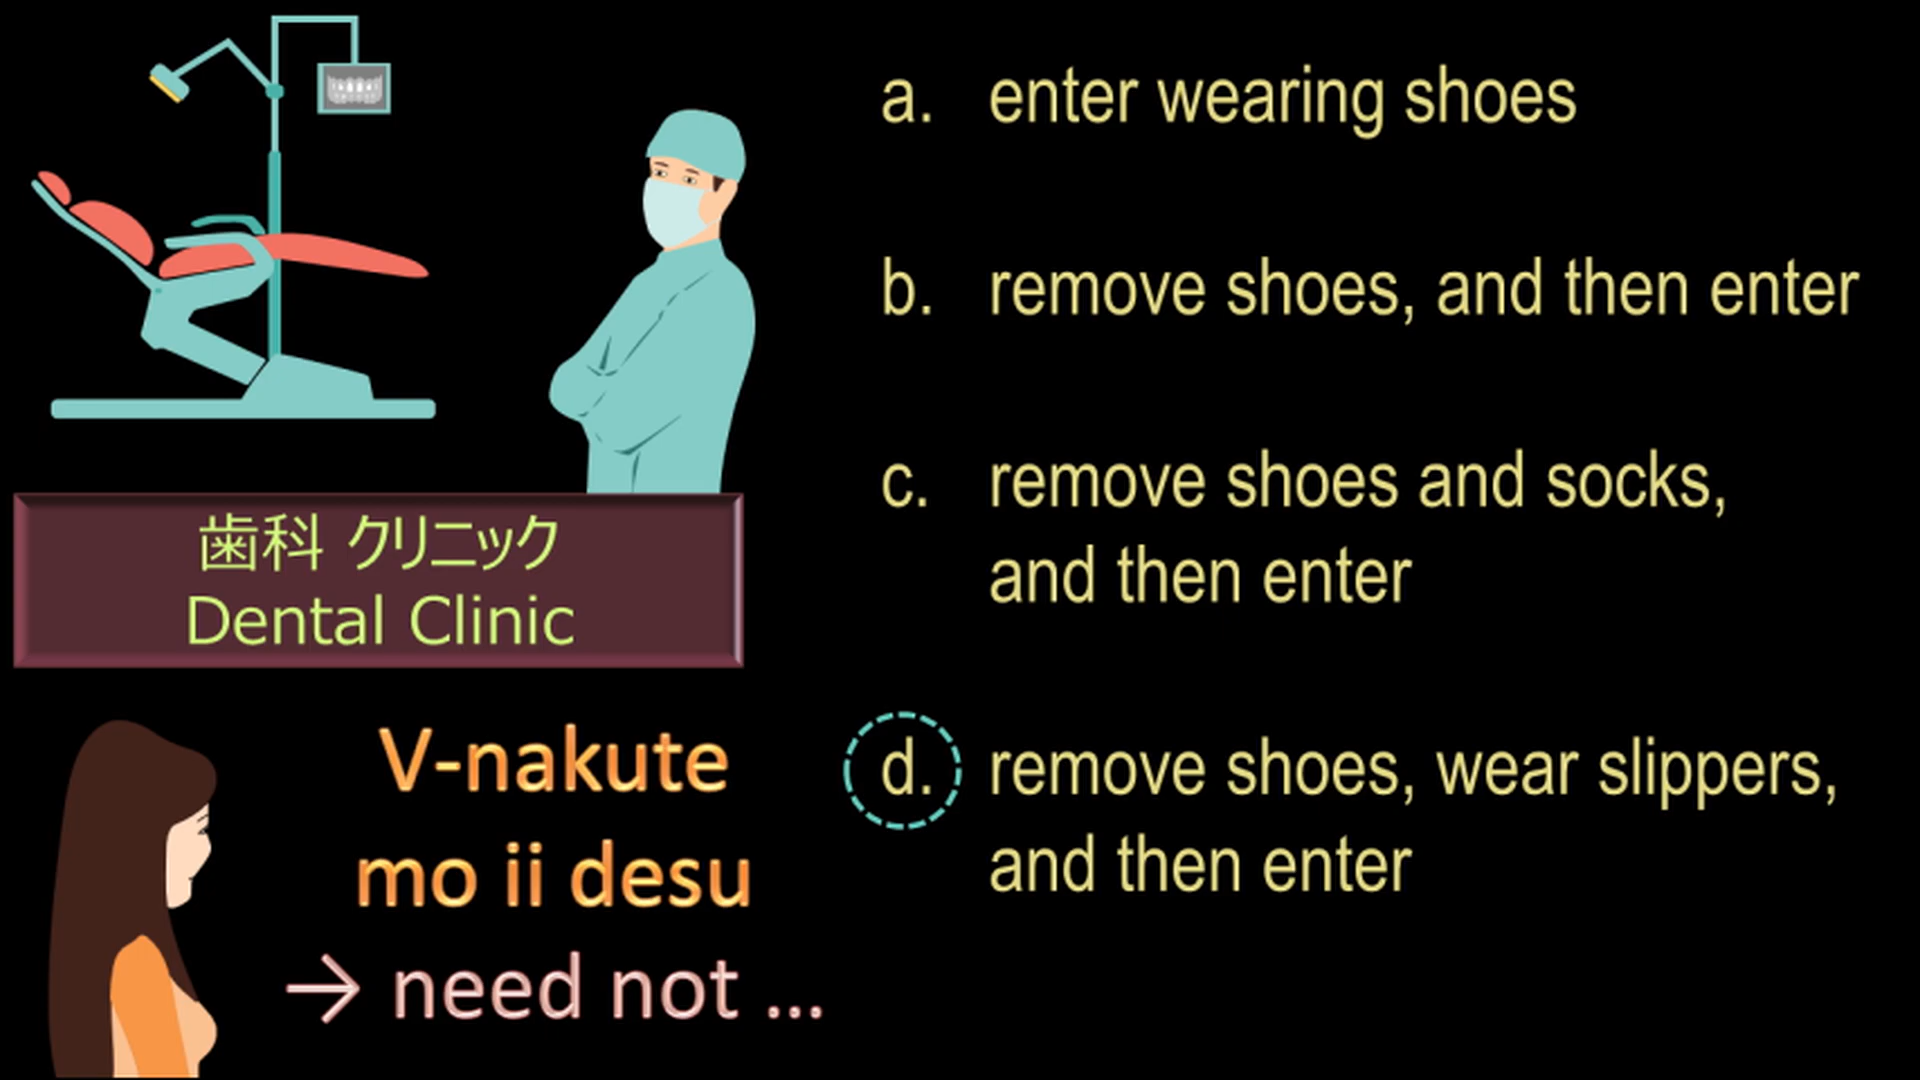 歯科 クリニック
Dental Clinic
V-nakute
mo ii desu
→ need not ...
a. enter wearing shoes
b. remove shoes, and then enter
c. remove shoes and socks,
and then enter
d. remove shoes, wear slippers,
and then enter